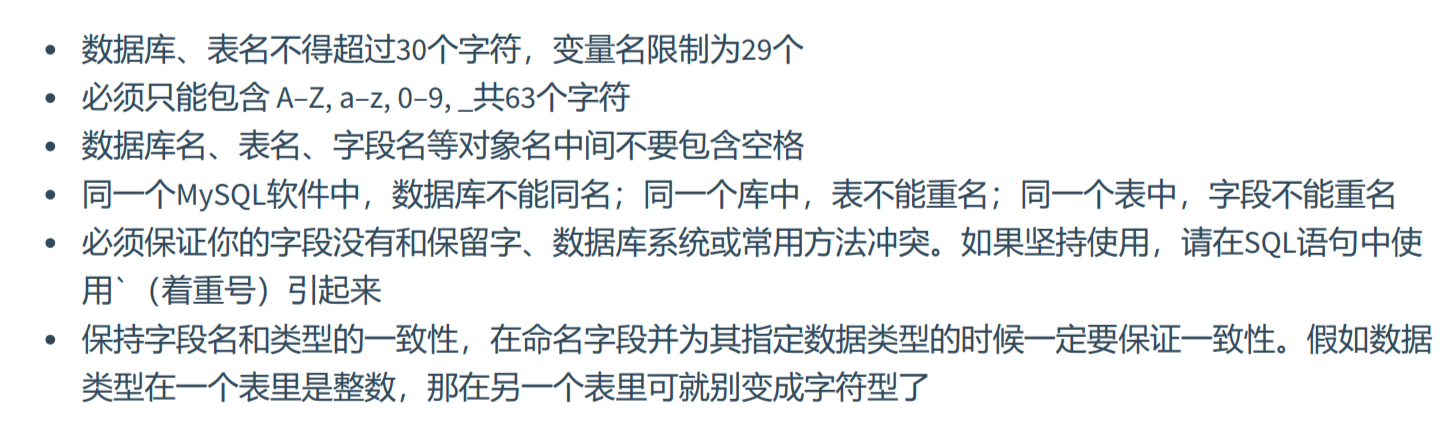 • 数据库、表名不得超过30个字符，变量名限制为29个
• 必须只能包含 A–Z, a–z, 0–9, _共63个字符
• 数据库名、表名、字段名等对象名中间不要包含空格
• 同一个MySQL软件中，数据库不能同名；同一个库中，表不能重名；同一个表中，字段不能重名
• 必须保证你的字段没有和保留字、数据库系统或常用方法冲突。如果坚持使用，请在SQL语句中使
用`（着重号）引起来
• 保持字段名和类型的一致性，在命名字段并为其指定数据类型的时候一定要保证一致性。假如数据
类型在一个表里是整数，那在另一个表里可就别变成字符型了